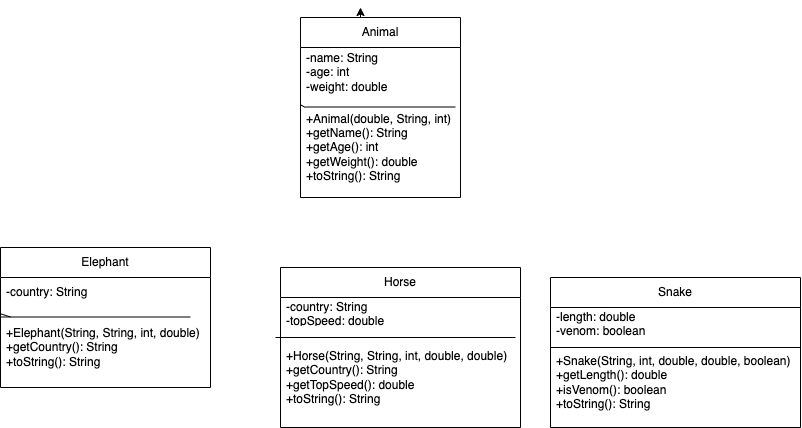 Animal
-name: String
-age: int
-weight: double
+Animal(double, String, int)
+getName(): String
+getAge(): int
+getWeight(): double
+toString(): String
Elephant
-country: String
+Elephant(String, String, int, double)
+getCountry(): String
+toString(): String
Horse
-country: String
-topSpeed: double
+Horse(String, String, int, double, double)
+getCountry(): String
+getTopSpeed(): double
+toString(): String
Snake
-length: double
-venom: boolean
+Snake(String, int, double, double, boolean)
+getLength(): double
+isVenom(): boolean
+toString(): String